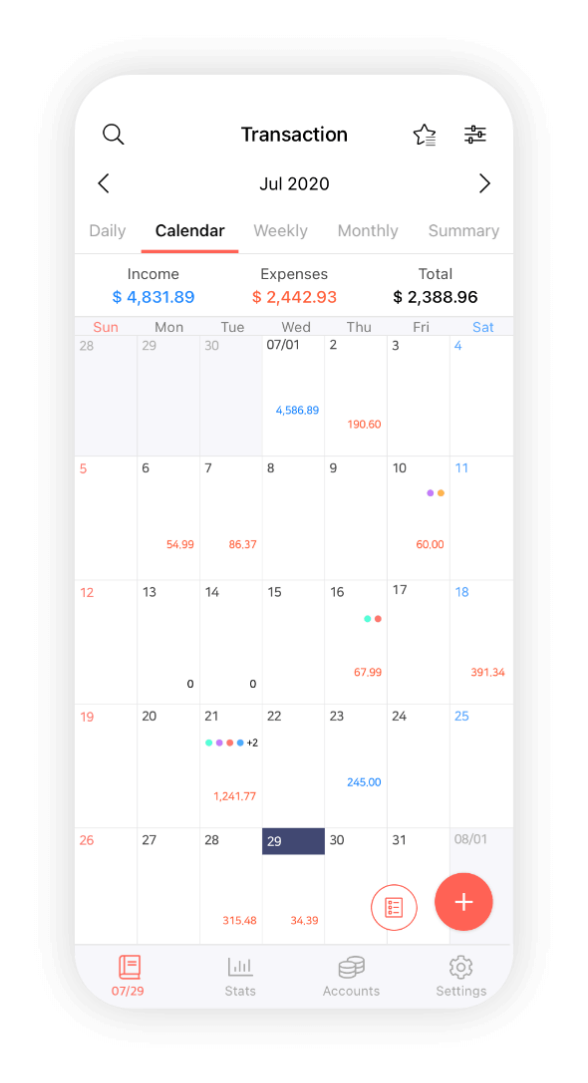 Transaction
Jul 2020
Daily Calendar Weekly Monthly Summary
Income Expenses Total
$ 4,831.89 $ 2,442.93 $ 2,388.96
Sun Mon Tue Wed Thu Fri Sat
28 29 30 07/01 2 3 4
4,586.89 190.60
5 6 7 8 9 10 11
54.99 86.37 60.00
12 13 14 15 16 17 18
67.99 391.34
0 0
19 20 21 22 23 24 25
+2
245.00
1,241.77
26 27 28 29 30 31 08/01
315.48 34.39
07/29 Stats Accounts Settings